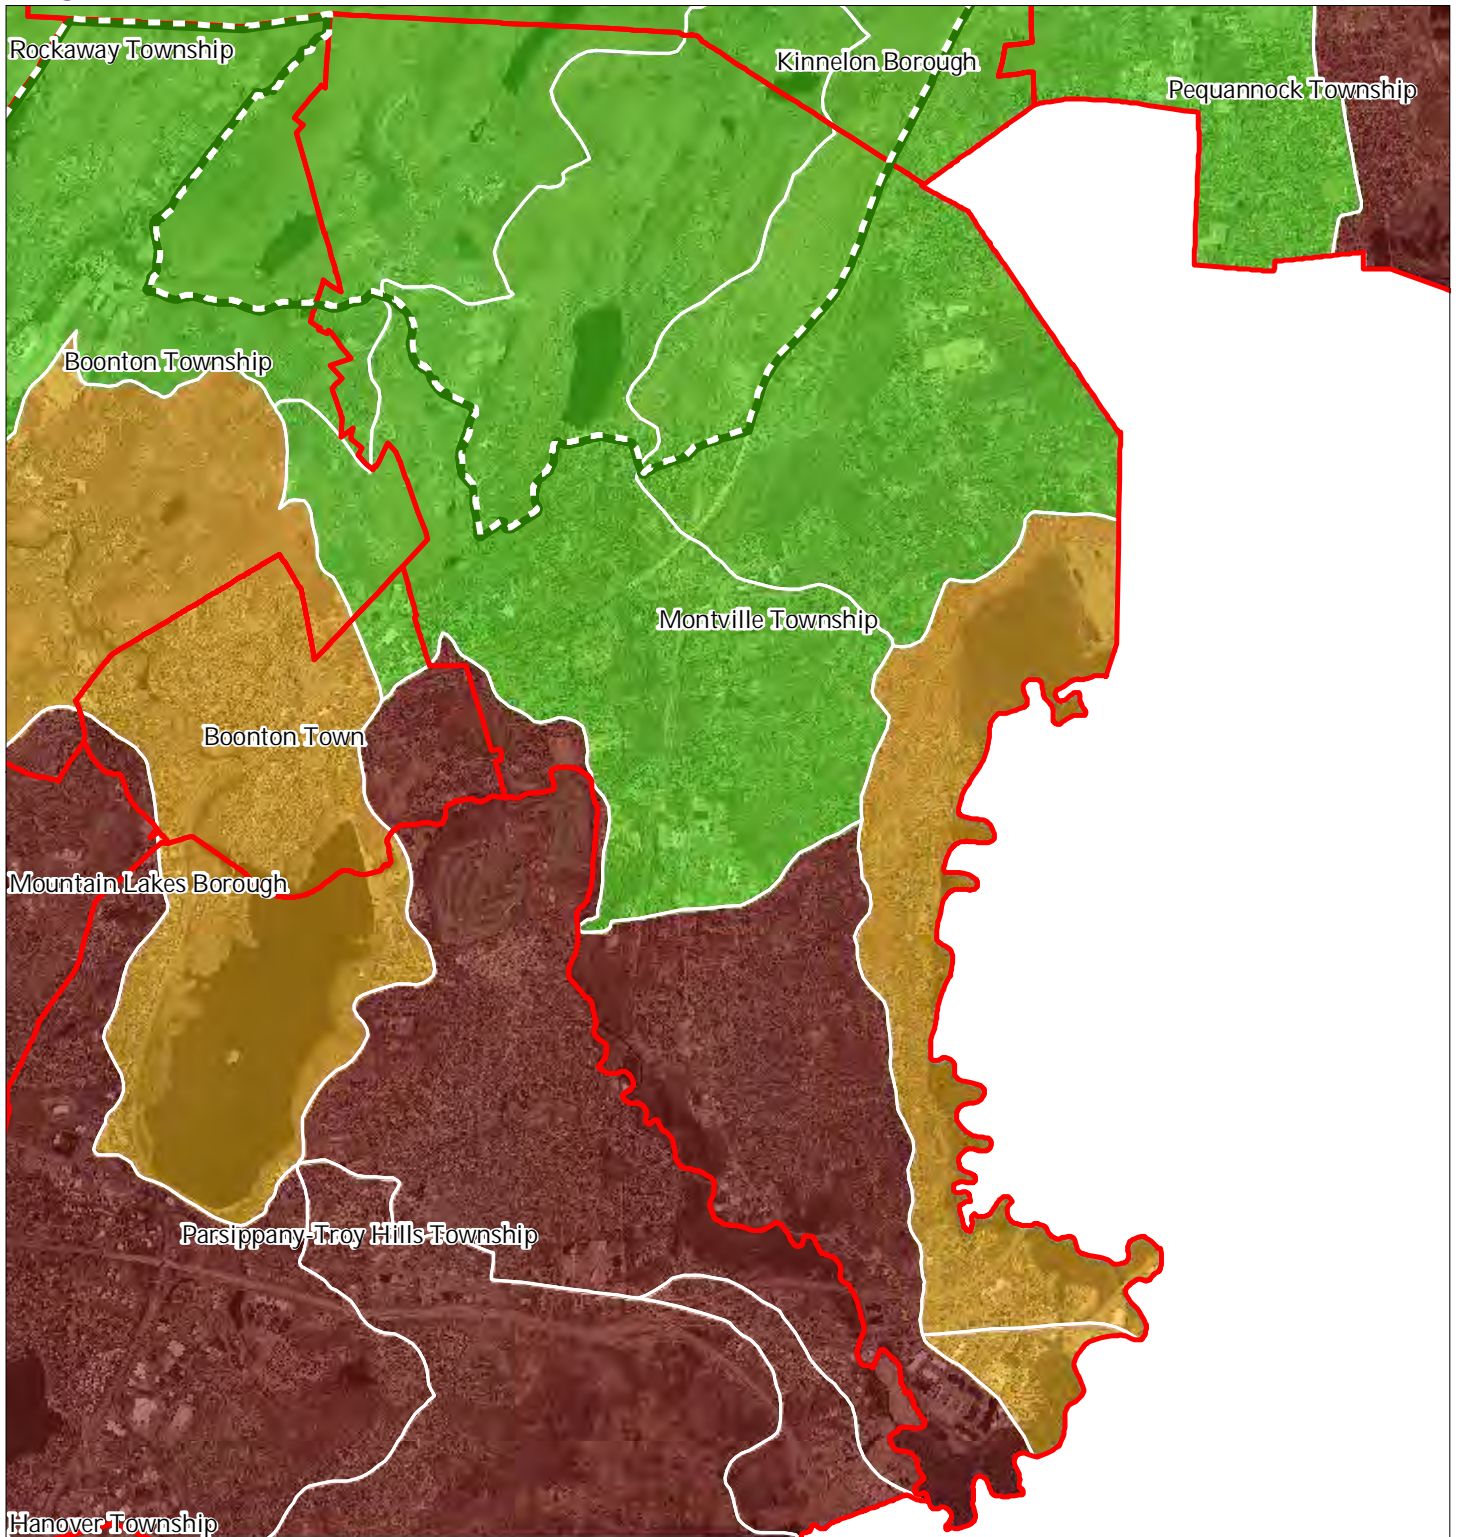 Rockaway Township
Kinnelon Borough
Pequannock Township
Boonton Township
Montville Township
Boonton Town
Mountain Lakes Borough
Parsippany-Troy Hills Township
Hanover Township